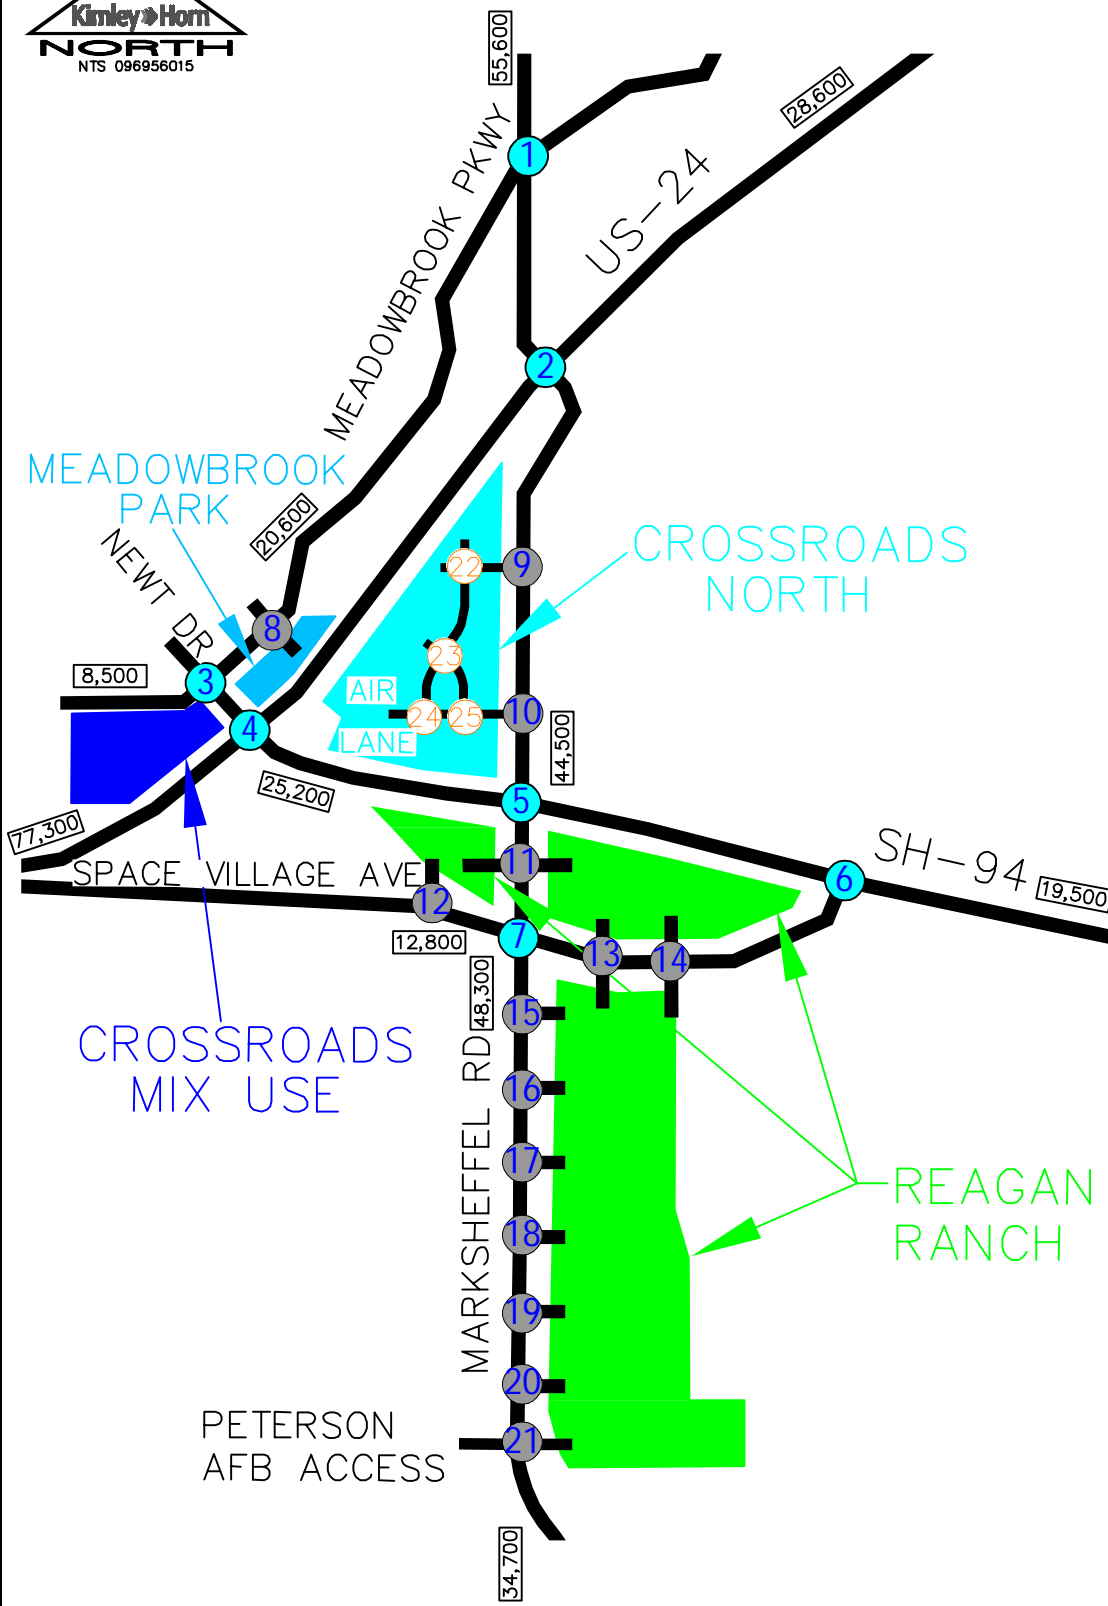 Kimley»Horn
NORTH
NTS 096956015
55,600
MEADOWBROOK PKWY
1
28,600
US-24
2
MEADOWBROOK
PARK
20,600
NEWT DR
CROSSROADS
NORTH
22
9
8
23
8,500
3
AIR
LANE
24
25
10
4
44,500
25,200
5
77,300
SPACE VILLAGE AVE
11
SH-94
6
19,500
12
12,800
7
13
14
48,300
15
CROSSROADS
MIX USE
MARKSHEFFEL RD
16
17
REAGAN
RANCH
18
19
20
PETERSON
AFB ACCESS
21
34,700